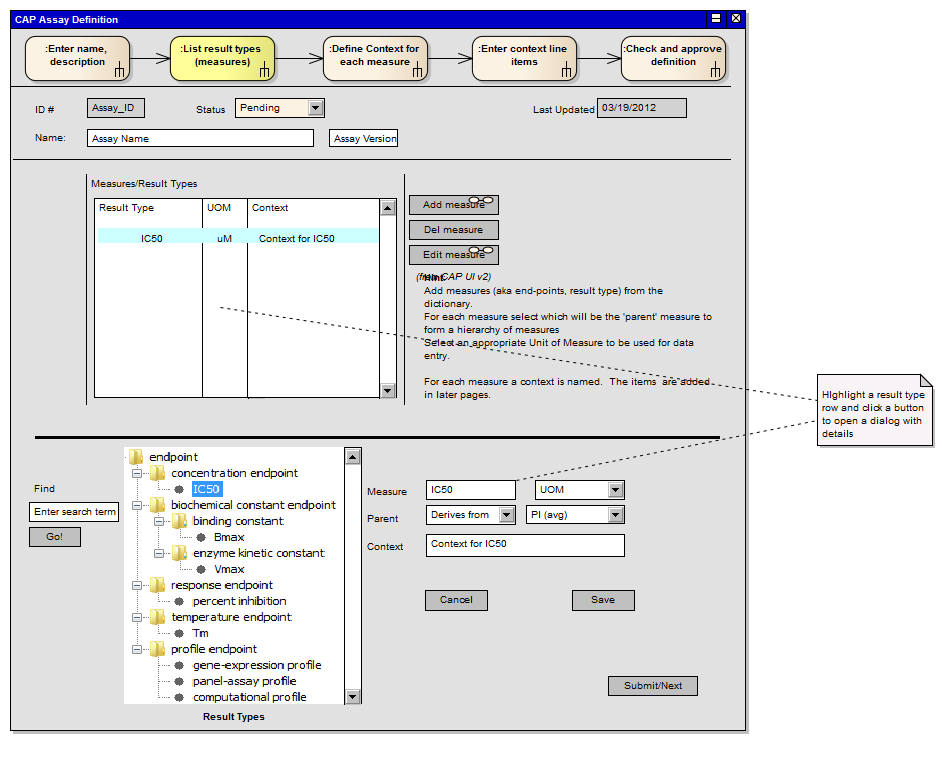 CAP Assay Definition
:Enter name,
description
:List result types
(measures)
:Define Context for
each measure
:Enter context line
items
:Check and approve
definition
ID #
Assay_ID
Status
Pending
Last Updated
03/19/2012
Name:
Assay Name
Assay Version
Measures/Result Types
Result Type
UOM
Context
IC50
uM
Context for IC50
Add measure
Del measure
Edit measure
(from CAP UI v2)
Hint:
Add measures (aka end-points, result type) from the
dictionary.
For each measure select which will be the 'parent' measure to
form a hierarchy of measures
Select an appropriate Unit of Measure to be used for data
entry.
For each measure a context is named. The items are added
in later pages.
HIghlight a result type
row and click a button
to open a dialog with
details
Find
Enter search term
Go!
endpoint
concentration endpoint
IC50
biochemical constant endpoint
binding constant
Bmax
enzyme kinetic constant
Vmax
response endpoint
percent inhibition
temperature endpoint
Tm
profile endpoint
gene-expression profile
panel-assay profile
computational profile
Result Types
Measure
IC50
UOM
Parent
Derives from
PI (avg)
Context
Context for IC50
Cancel
Save
Submit/Next